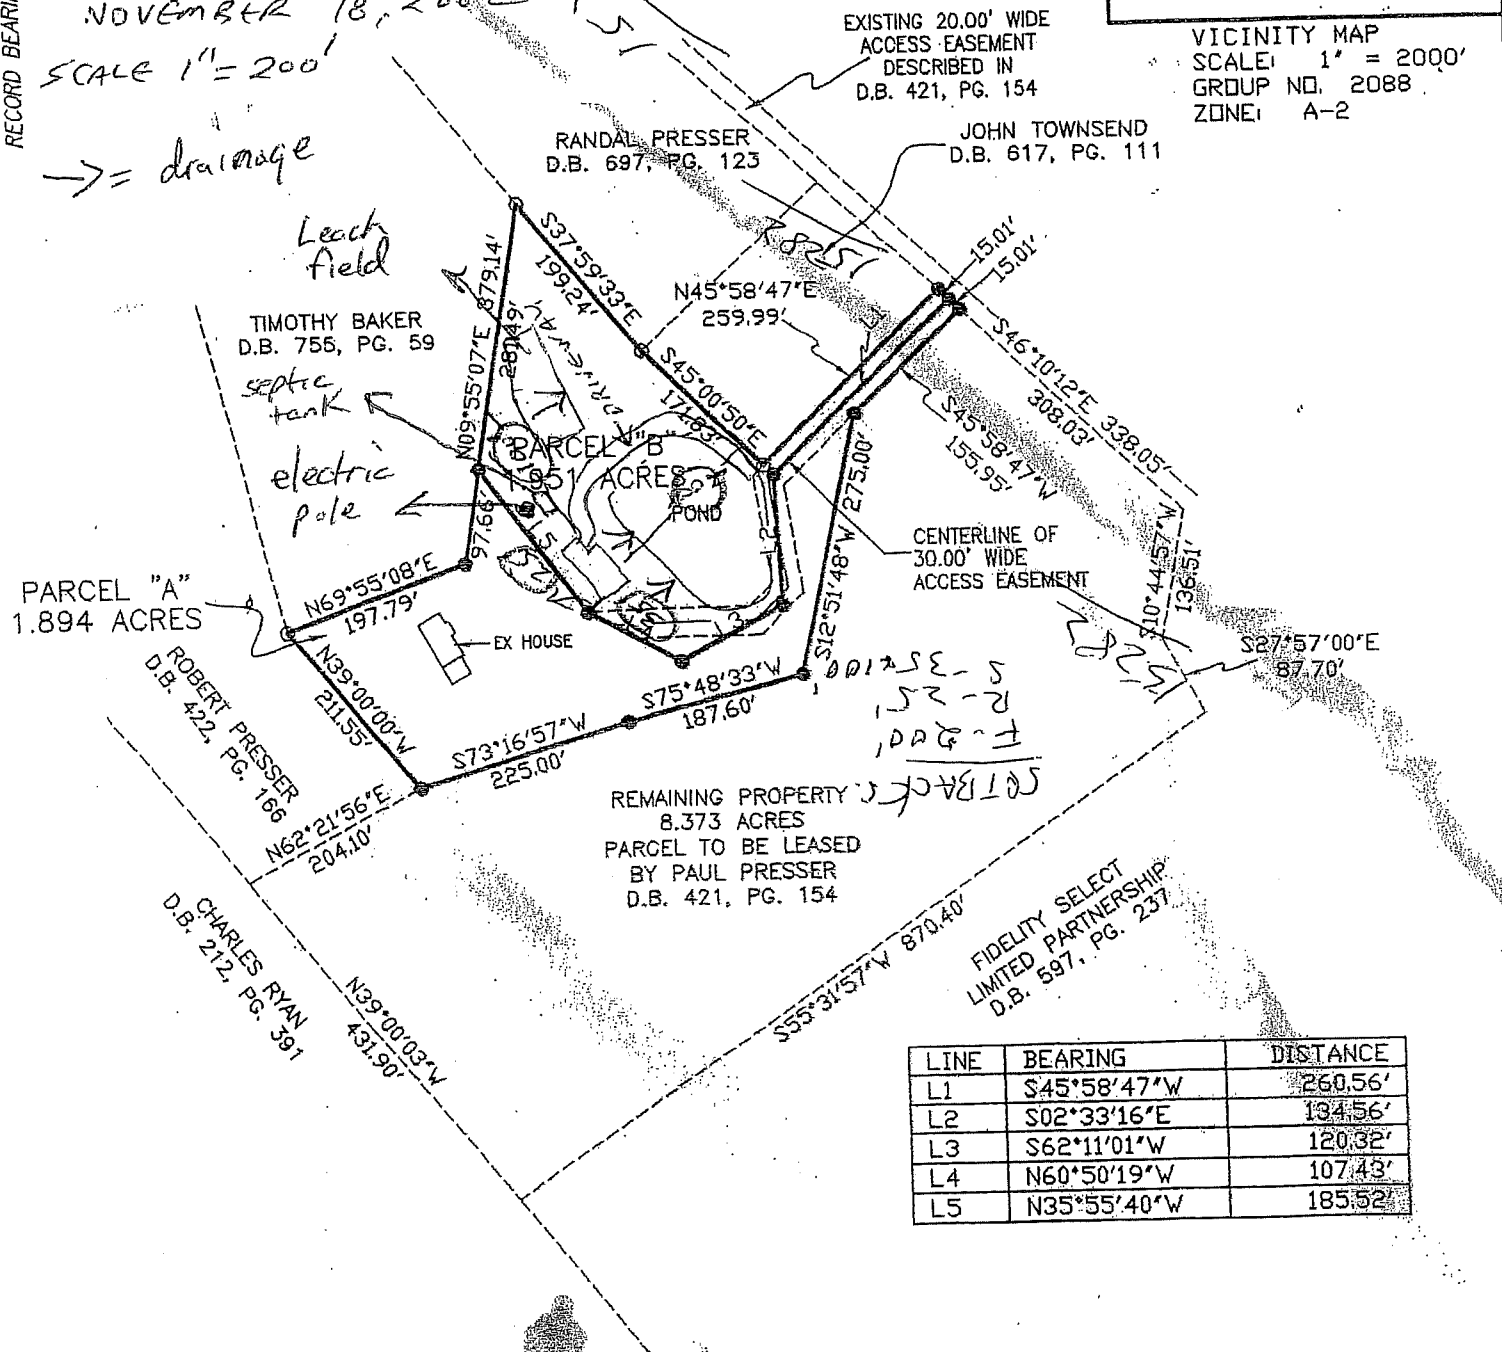 RECORD BEARIN
NOVEMBER 18, 200
SCALE 1"= 200'
→ = drainage
51
EXISTING 20.00' WIDE
ACCESS EASEMENT
DESCRIBED IN
D.B. 421, PG. 154
VICINITY MAP
SCALE: 1" = 2000'
GROUP NO. 2088
ZONE: A-2
RANDAL PRESSER
D.B. 697, PG. 123
JOHN TOWNSEND
D.B. 617, PG. 111
Leach
field
TIMOTHY BAKER
D.B. 755, PG. 59
septic
tank
electric
pole
S37°59'33"E
199.24'
N09°55'07"E 379.14'
97.66'
DRIVEWAY
S45°00'50"E
171.63'
N45°58'47"E
259.99'
L1
15.01'
15.01'
S46°10'12"E 338.05'
308.03'
S45°58'47"W
155.95'
PARCEL "B"
1.951 ACRES
POND
L2
L3
L4
L5
S12°51'48"W 275.00'
CENTERLINE OF
30.00' WIDE
ACCESS EASEMENT
S10°44'57"W
136.51'
S27°57'00"E
87.70'
PARCEL "A"
1.894 ACRES
N69°55'08"E
197.79'
EX HOUSE
N39°00'00"W
211.55'
ROBERT PRESSER
D.B. 422, PG. 166
S73°16'57"W
225.00'
S75°48'33"W
187.60'
SETBACKS:
F-200'
R-25'
S-35 & 100'
N62°21'56"E
204.10'
REMAINING PROPERTY
8.373 ACRES
PARCEL TO BE LEASED
BY PAUL PRESSER
D.B. 421, PG. 154
CHARLES RYAN
D.B. 212, PG. 391
N39°00'03"W
431.90'
S55°31'57"W 870.40'
FIDELITY SELECT
LIMITED PARTNERSHIP
D.B. 597, PG. 237
LINE BEARING DISTANCE
L1 S45°58'47"W 260.56'
L2 S02°33'16"E 134.56'
L3 S62°11'01"W 120.32'
L4 N60°50'19"W 107.43'
L5 N35°55'40"W 185.52'